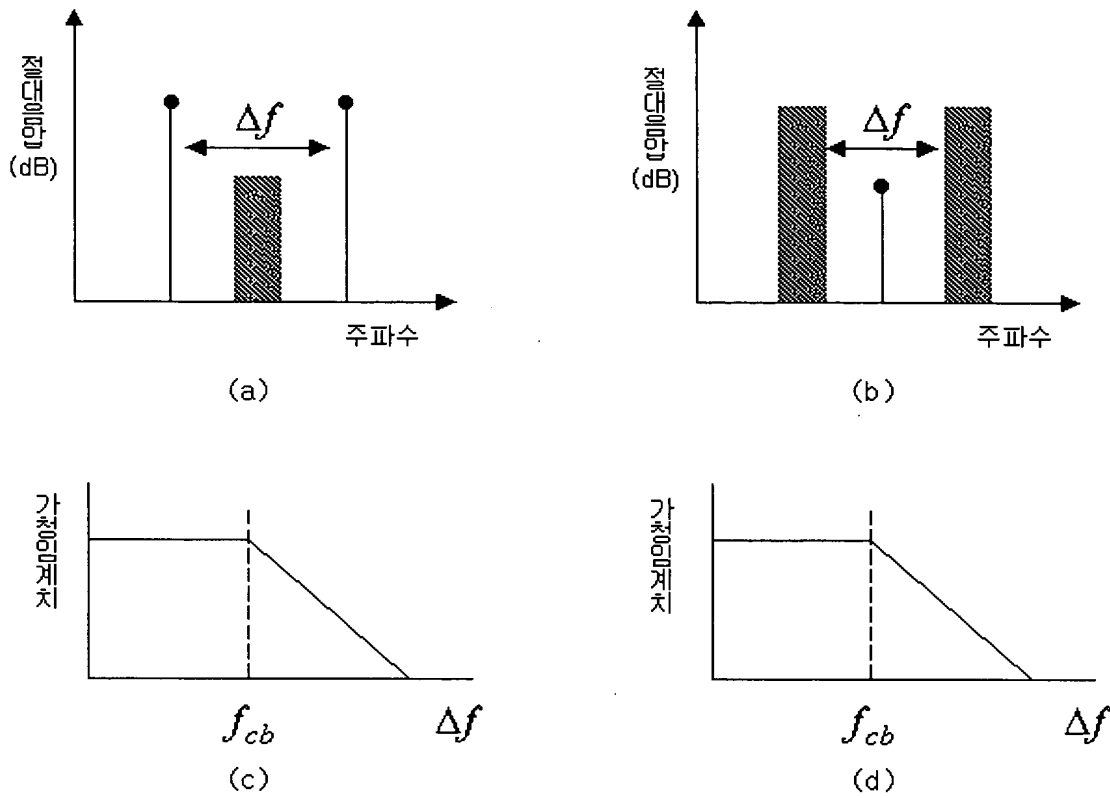 절대음압
(dB)
Δf
주파수
(a)
절대음압
(dB)
Δf
주파수
(b)
가청임계치
f_cb
Δf
(c)
가청임계치
f_cb
Δf
(d)